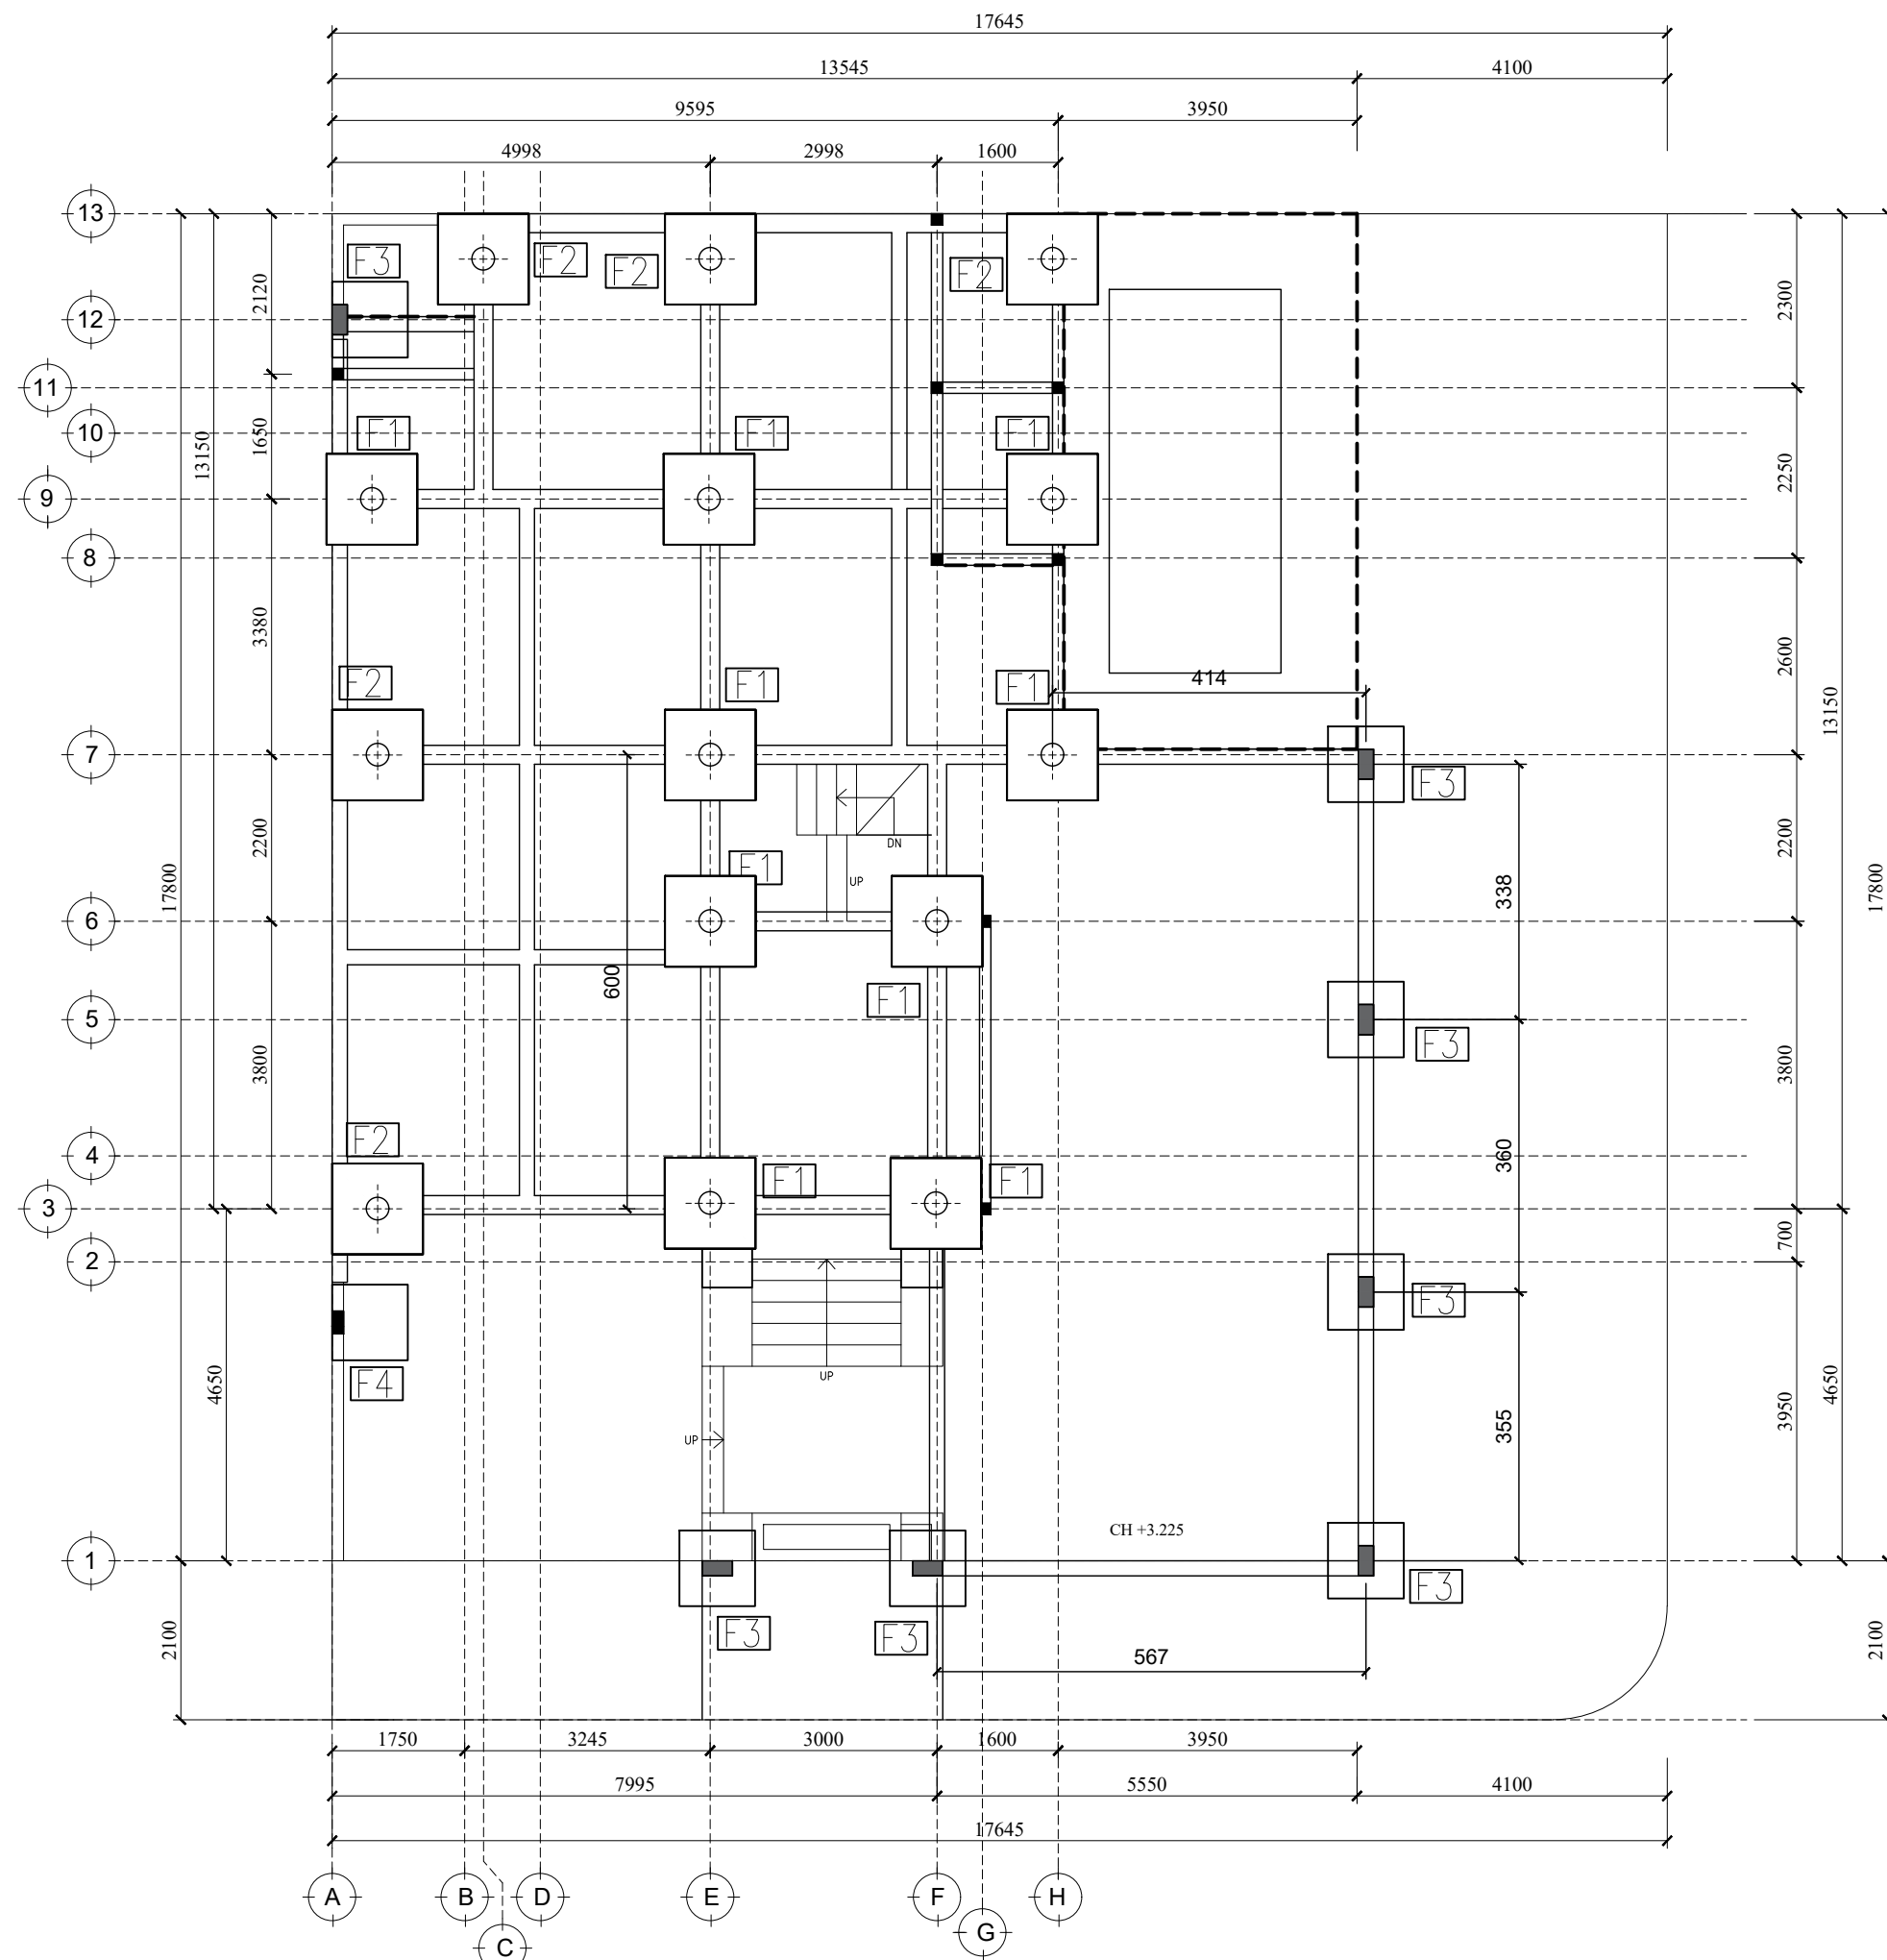 17645
13545 4100
9595 3950
4998 2998 1600
13
F3 F2 F2 F2
2120 2300
12
11
10
F1 F1 F1
13150 1650 2250
9
8
3380 2600
F2 F1 F1 414
13150
7
F3
DN
2200 2200
F1 UP
17800 338 17800
6
600
F1
5
F3
3800 3800
F2
4
360
F1 F1
3
700
2
F3
UP
F4
4650 355 3950 4650
UP
CH +3.225
1
F3
F3 F3
2100 2100
567
1750 3245 3000 1600 3950
7995 5550 4100
17645
A B D E F H
G
C